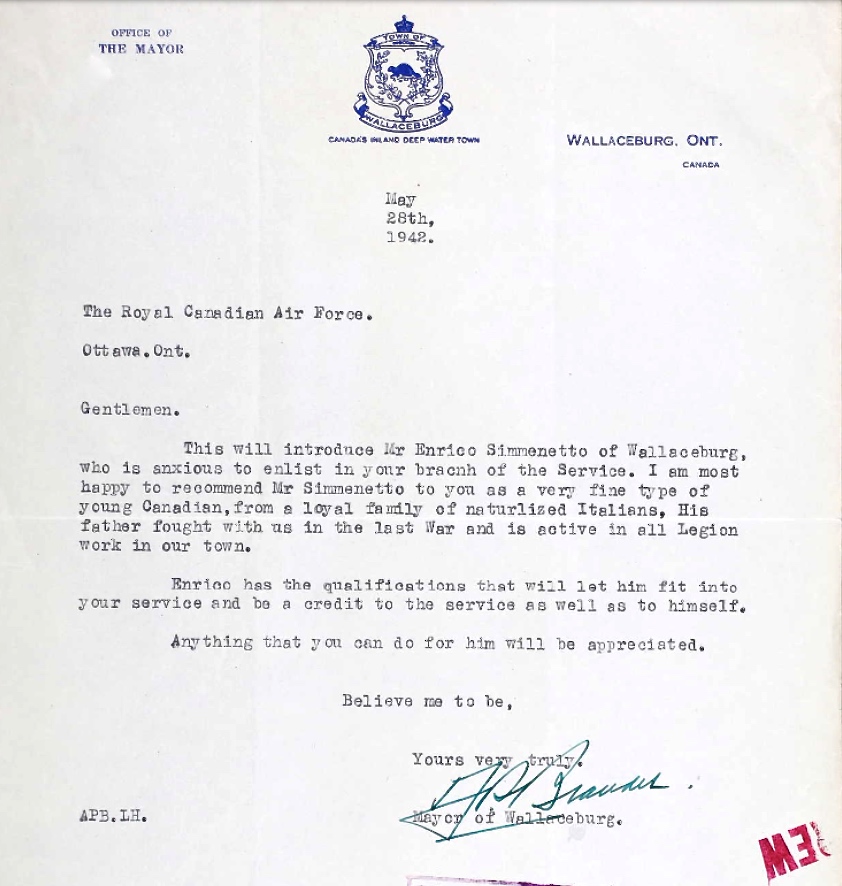 OFFICE OF
THE MAYOR
TOWN OF
WALLACEBURG
CANADA'S INLAND DEEP WATER TOWN
WALLACEBURG. ONT.
CANADA
May
28th,
1942.
The Royal Canadian Air Force.
Ottawa.Ont.
Gentlemen.
This will introduce Mr Enrico Simmenetto of Wallaceburg,
who is anxious to enlist in your bracnh of the Service. I am most
happy to recommend Mr Simmenetto to you as a very fine type of
young Canadian,from a loyal family of naturlized Italians, His
father fought with us in the last War and is active in all Legion
work in our town.
Enrico has the qualifications that will let him fit into
your service and be a credit to the service as well as to himself.
Anything that you can do for him will be appreciated.
Believe me to be,
Yours very truly.
Mayor of Wallaceburg.
APB.LH.